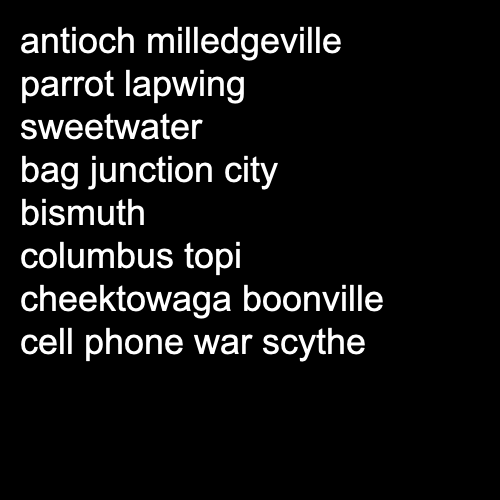 antioch milledgeville
parrot lapwing
sweetwater
bag junction city
bismuth
columbus topi
cheektowaga boonville
cell phone war scythe